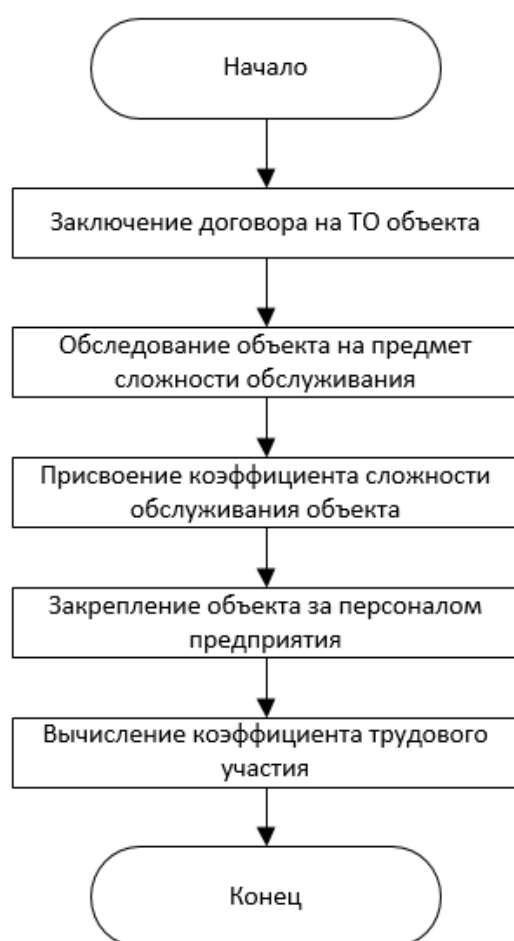 Начало
Заключение договора на ТО объекта
Обследование объекта на предмет
сложности обслуживания
Присвоение коэффициента сложности
обслуживания объекта
Закрепление объекта за персоналом
предприятия
Вычисление коэффициента трудового
участия
Конец